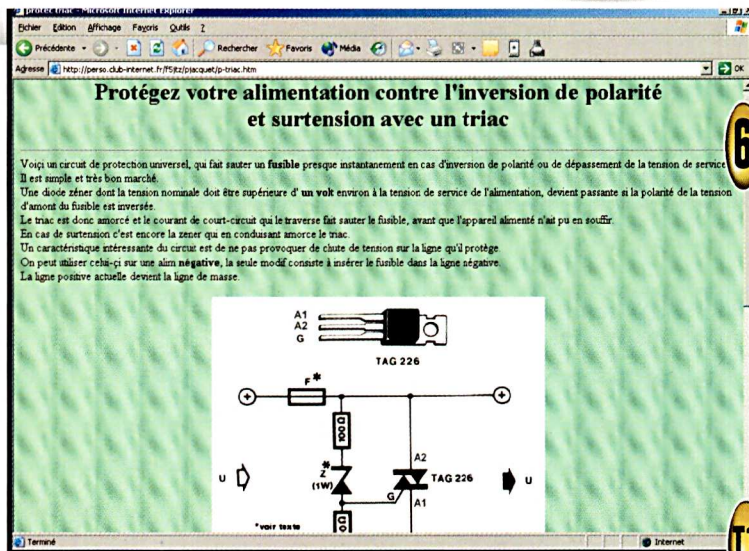 protec triac - Microsoft Internet Explorer
Fichier Edition Affichage Favoris Outils ?
Précédente Rechercher Favoris Média
Adresse http://perso.club-internet.fr/f5jtz/pjacquet/p-triac.htm OK
Protégez votre alimentation contre l'inversion de polarité
et surtension avec un triac
Voiçi un circuit de protection universel, qui fait sauter un fusible presque instantanement en cas d'inversion de polarité ou de dépassement de la tension de service
Il est simple et très bon marché.
Une diode zéner dont la tension nominale doit être supérieure d' un volt environ à la tension de service de l'alimentation, devient passante si la polarité de la tension
d'amont du fusible est inversée.
Le triac est donc amorcé et le courant de court-circuit qui le traverse fait sauter le fusible, avant que l'appareil alimenté n'ait pu en souffir.
En cas de surtension c'est encore la zener qui en conduisant amorce le triac.
Un caractéristique intéressante du circuit est de ne pas provoquer de chute de tension sur la ligne qu'il protège.
On peut utiliser celui-çi sur une alim négative, la seule modif consiste à insérer le fusible dans la ligne négative.
La ligne positive actuelle devient la ligne de masse.
A1
A2
G
TAG 226
F*
+ +
100 Ω
* Z
(1W)
A2
TAG 226
G
A1
U U
*voir texte
Terminé Internet
6